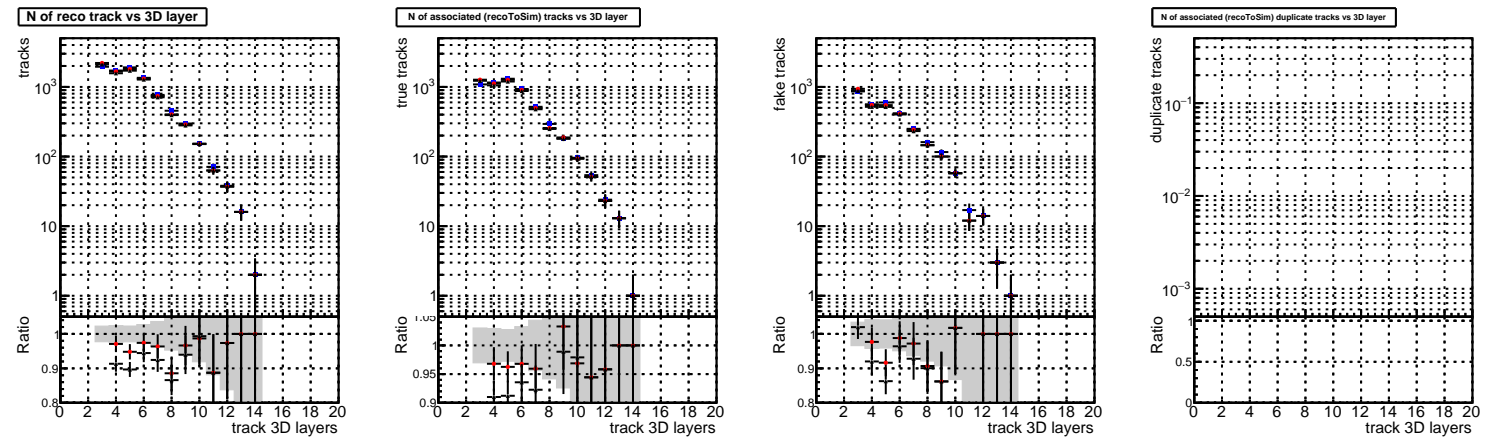 N of reco track vs 3D layer
reco tracks
10³
10²
10
1
Ratio
1
0.9
0.8
0 2 4 6 8 10 12 14 16 18 20
track 3D layers
N of associated (recoToSim) tracks vs 3D layer
true tracks
10³
10²
10
1
Ratio
1.05
1
0.95
0.9
0 2 4 6 8 10 12 14 16 18 20
track 3D layers
fake tracks
10³
10²
10
1
Ratio
1
0.9
0.8
0 2 4 6 8 10 12 14 16 18 20
track 3D layers
N of associated (recoToSim) duplicate tracks vs 3D layer
duplicate tracks
10⁻¹
10⁻²
10⁻³
Ratio
1
0.5
0
0 2 4 6 8 10 12 14 16 18 20
track 3D layers